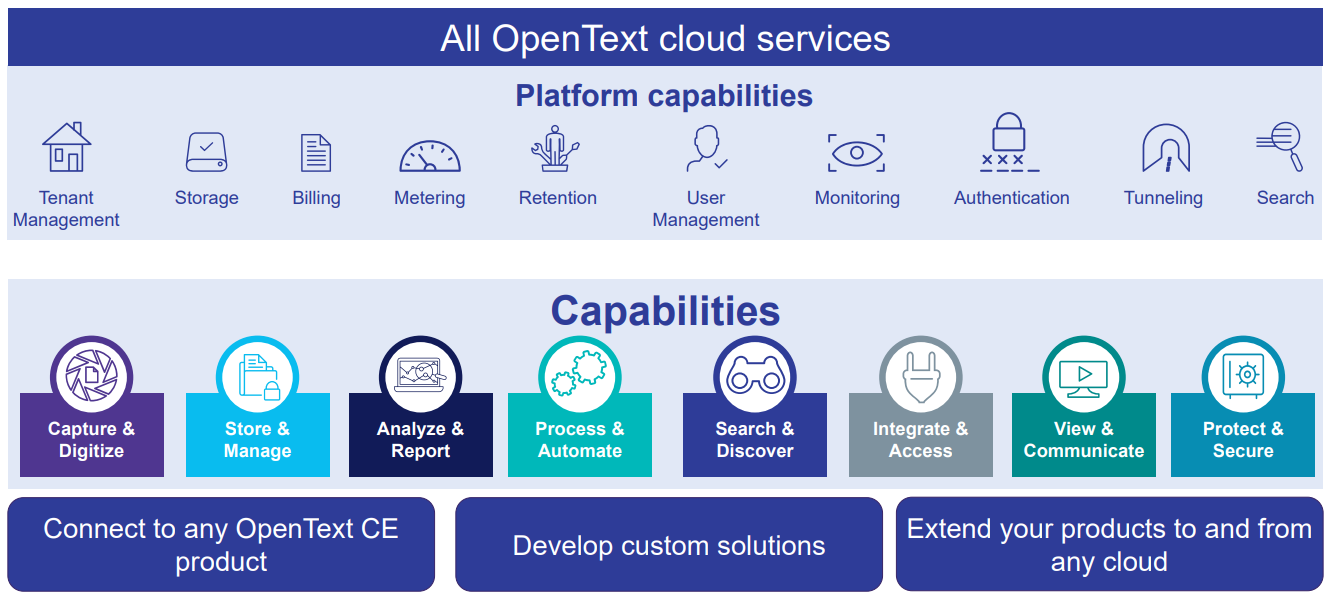 All OpenText cloud services
Platform capabilities
Tenant
Management
Storage
Billing
Metering
Retention
User
Management
Monitoring
Authentication
Tunneling
Search
Capabilities
Capture &
Digitize
Store &
Manage
Analyze &
Report
Process &
Automate
Search &
Discover
Integrate &
Access
View &
Communicate
Protect &
Secure
Connect to any OpenText CE
product
Develop custom solutions
Extend your products to and from
any cloud